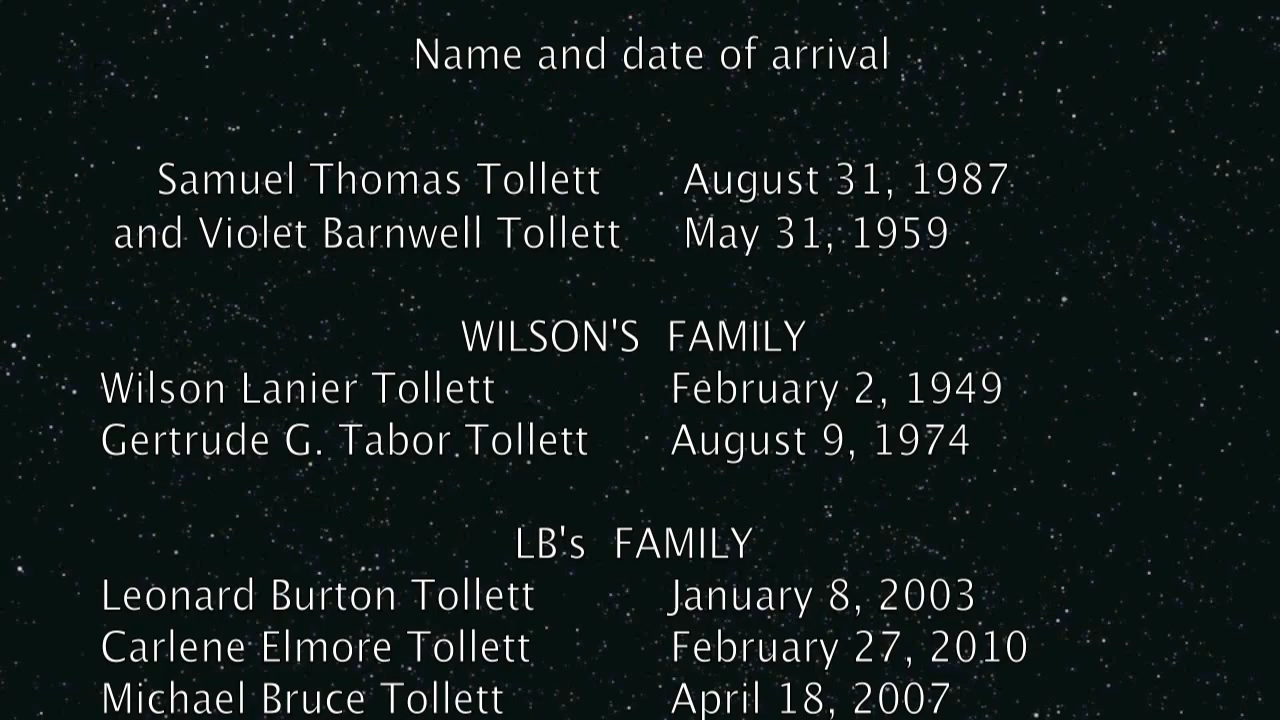 Name and date of arrival
Samuel Thomas Tollett August 31, 1987
and Violet Barnwell Tollett May 31, 1959
WILSON'S FAMILY
Wilson Lanier Tollett February 2, 1949
Gertrude G. Tabor Tollett August 9, 1974
LB's FAMILY
Leonard Burton Tollett January 8, 2003
Carlene Elmore Tollett February 27, 2010
Michael Bruce Tollett April 18, 2007